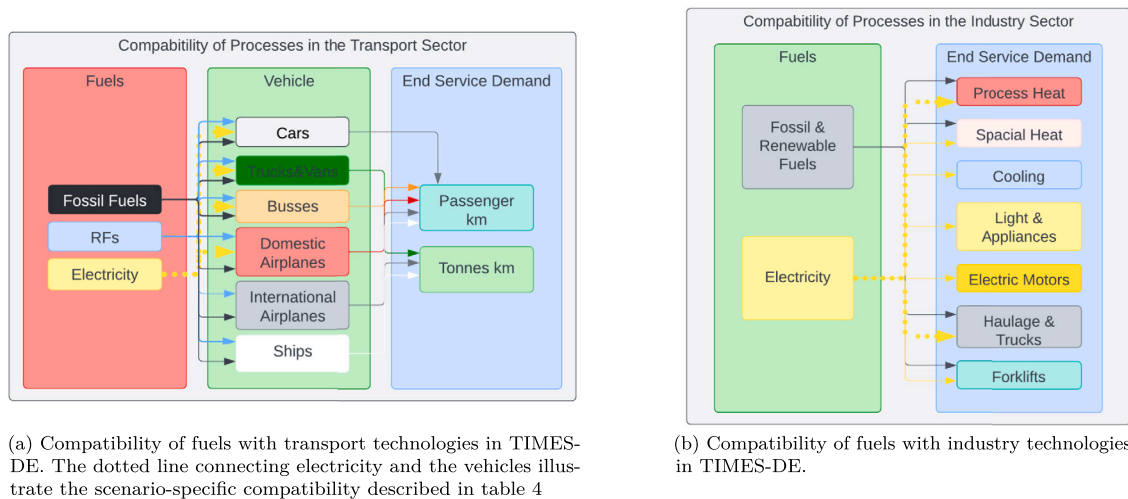 Compabitility of Processes in the Transport Sector
Fuels
Vehicle
End Service Demand
Fossil Fuels
RFs
Electricity
Cars
Trucks&Vans
Busses
Domestic
Airplanes
International
Airplanes
Ships
Passenger
km
Tonnes km
(a) Compatibility of fuels with transport technologies in TIMES-
DE. The dotted line connecting electricity and the vehicles illus-
trate the scenario-specific compatibility described in table 4
Compabitility of Processes in the Industry Sector
Fuels
End Service Demand
Fossil &
Renewable
Fuels
Electricity
Process Heat
Spacial Heat
Cooling
Light &
Appliances
Electric Motors
Haulage &
Trucks
Forklifts
(b) Compatibility of fuels with industry technologies
in TIMES-DE.